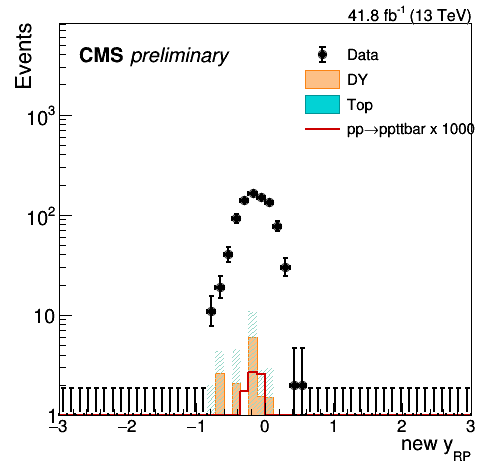 41.8 fb⁻¹ (13 TeV)
Events
CMS preliminary
Data
DY
Top
pp→ppttbar x 1000
10³
10²
10
1
−3 −2 −1 0 1 2 3
new y_RP